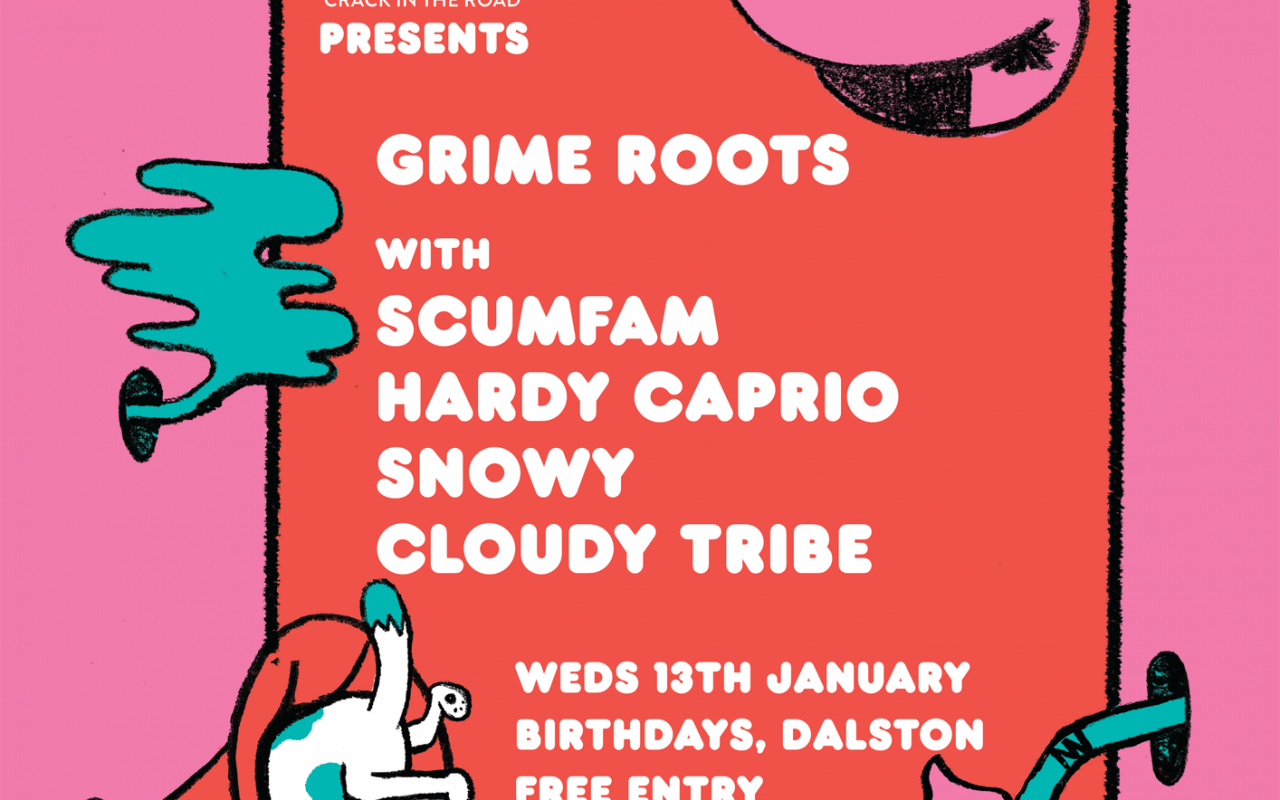 CRACK IN THE ROAD
PRESENTS
GRIME ROOTS
WITH
SCUMFAM
HARDY CAPRIO
SNOWY
CLOUDY TRIBE
WEDS 13TH JANUARY
BIRTHDAYS, DALSTON
FREE ENTRY